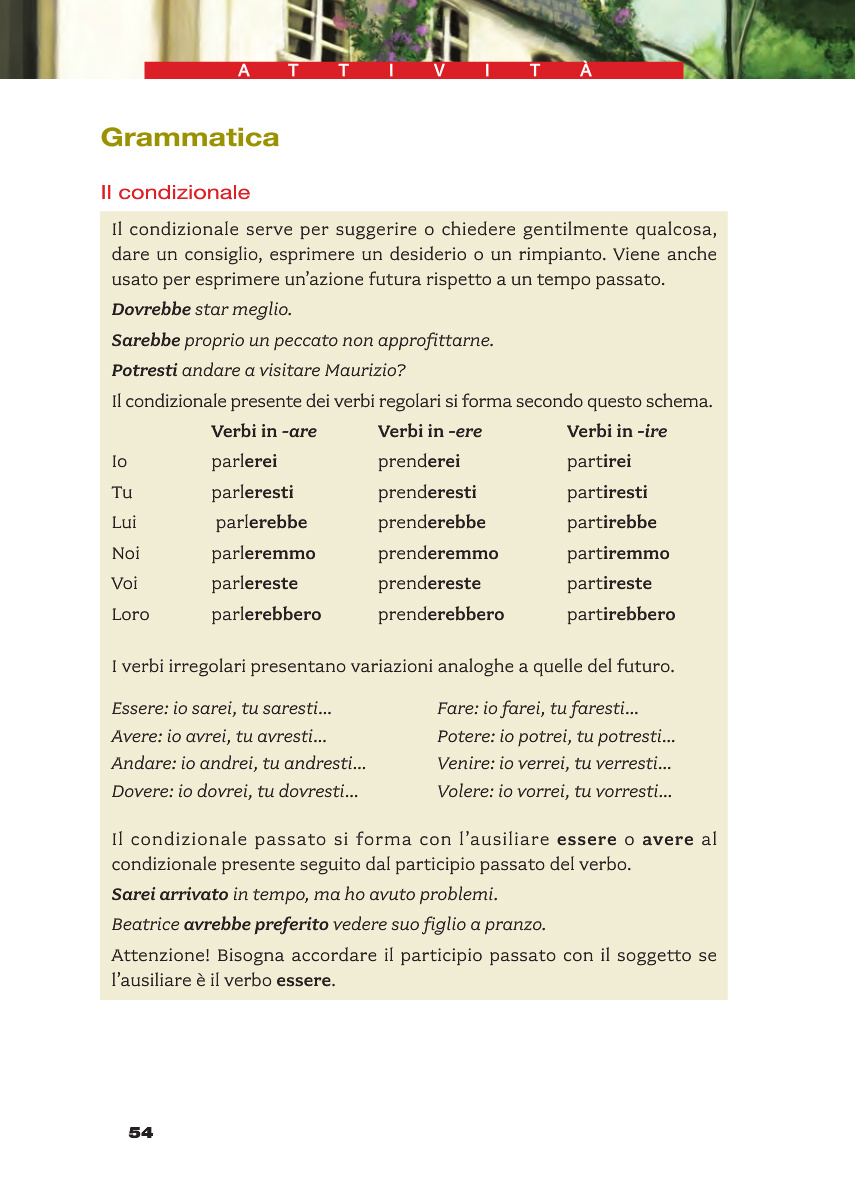 ATTIVITÀ
Grammatica
Il condizionale
Il condizionale serve per suggerire o chiedere gentilmente qualcosa,
dare un consiglio, esprimere un desiderio o un rimpianto. Viene anche
usato per esprimere un'azione futura rispetto a un tempo passato.
Dovrebbe star meglio.
Sarebbe proprio un peccato non approfittarne.
Potresti andare a visitare Maurizio?
Il condizionale presente dei verbi regolari si forma secondo questo schema.
Verbi in -are Verbi in -ere Verbi in -ire
Io parlerei prenderei partirei
Tu parleresti prenderesti partiresti
Lui parlerebbe prenderebbe partirebbe
Noi parleremmo prenderemmo partiremmo
Voi parlereste prendereste partireste
Loro parlerebbero prenderebbero partirebbero
I verbi irregolari presentano variazioni analoghe a quelle del futuro.
Essere: io sarei, tu saresti... Fare: io farei, tu faresti...
Avere: io avrei, tu avresti... Potere: io potrei, tu potresti...
Andare: io andrei, tu andresti... Venire: io verrei, tu verresti...
Dovere: io dovrei, tu dovresti... Volere: io vorrei, tu vorresti...
Il condizionale passato si forma con l'ausiliare essere o avere al
condizionale presente seguito dal participio passato del verbo.
Sarei arrivato in tempo, ma ho avuto problemi.
Beatrice avrebbe preferito vedere suo figlio a pranzo.
Attenzione! Bisogna accordare il participio passato con il soggetto se
l'ausiliare è il verbo essere.
54